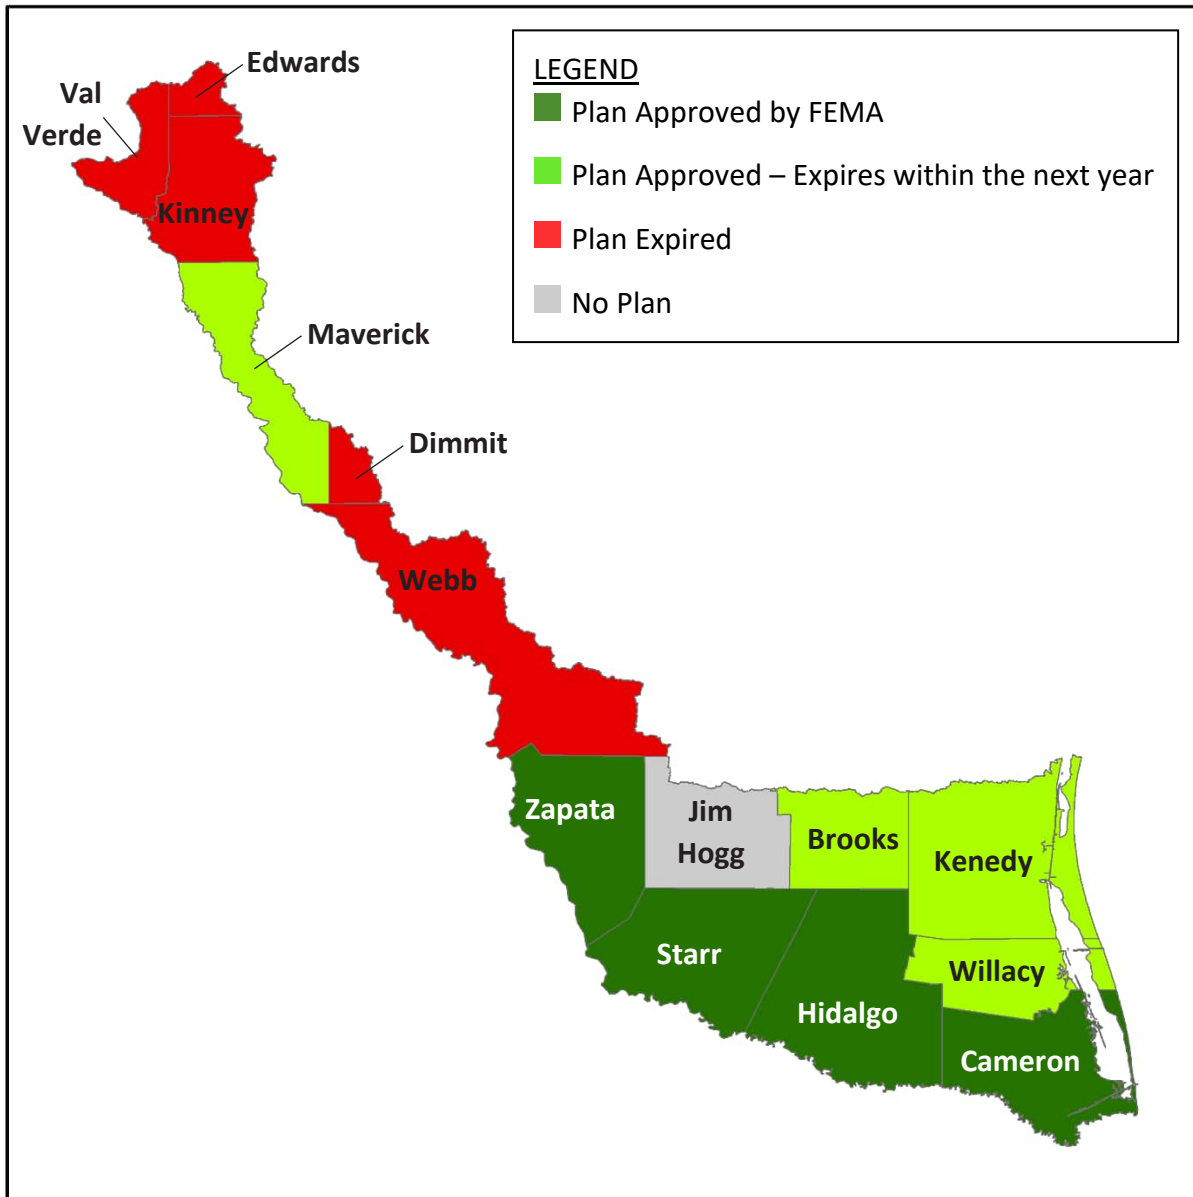 LEGEND
Plan Approved by FEMA
Plan Approved – Expires within the next year
Plan Expired
No Plan
Edwards
Val
Verde
Kinney
Maverick
Dimmit
Webb
Zapata
Jim
Hogg
Brooks
Kenedy
Starr
Willacy
Hidalgo
Cameron